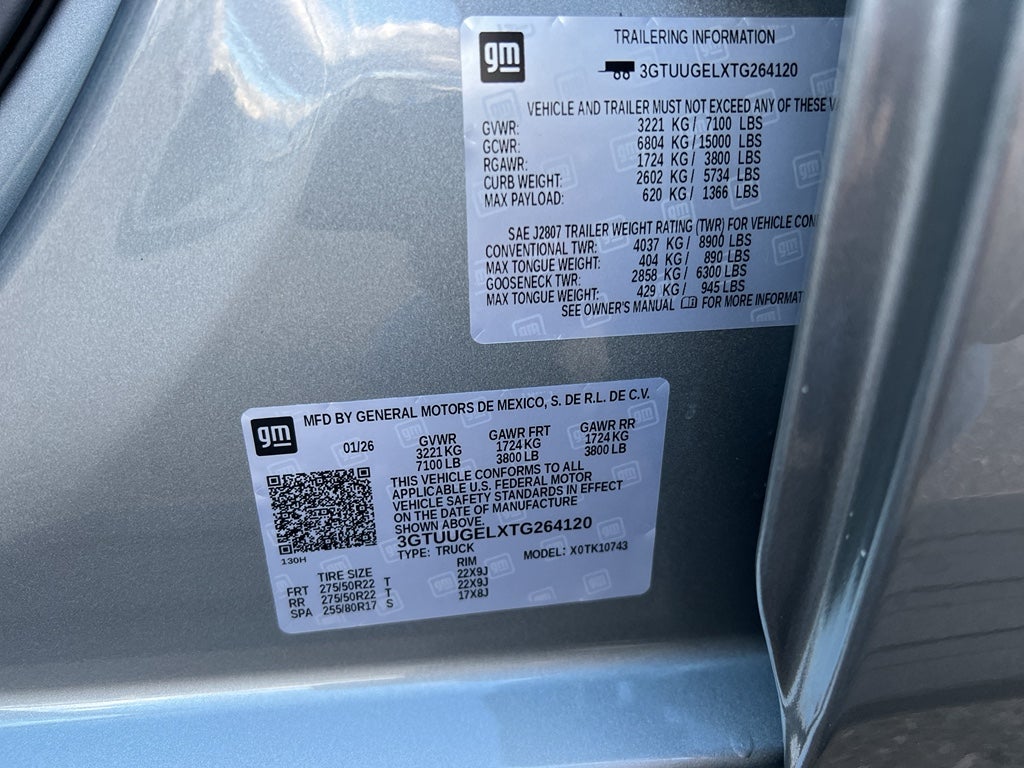 gm
TRAILERING INFORMATION
3GTUUGELXTG264120
VEHICLE AND TRAILER MUST NOT EXCEED ANY OF THESE
GVWR: 3221 KG / 7100 LBS
GCWR: 6804 KG / 15000 LBS
RGAWR: 1724 KG / 3800 LBS
CURB WEIGHT: 2602 KG / 5734 LBS
MAX PAYLOAD: 620 KG / 1366 LBS
SAE J2807 TRAILER WEIGHT RATING (TWR) FOR VEHICLE
CONVENTIONAL TWR: 4037 KG / 8900 LBS
MAX TONGUE WEIGHT: 404 KG / 890 LBS
GOOSENECK TWR: 2858 KG / 6300 LBS
MAX TONGUE WEIGHT: 429 KG / 945 LBS
SEE OWNER'S MANUAL FOR MORE INFORMAT
gm
MFD BY GENERAL MOTORS DE MEXICO, S. DE R.L. DE C.V.
01/26 GVWR GAWR FRT GAWR RR
3221 KG 1724 KG 1724 KG
7100 LB 3800 LB 3800 LB
THIS VEHICLE CONFORMS TO ALL
APPLICABLE U.S. FEDERAL MOTOR
VEHICLE SAFETY STANDARDS IN EFFECT
ON THE DATE OF MANUFACTURE
SHOWN ABOVE.
3GTUUGELXTG264120
130H
TYPE: TRUCK MODEL: X0TK10743
TIRE SIZE RIM
FRT 275/50R22 T 22X9J
RR 275/50R22 T 22X9J
SPA 255/80R17 S 17X8J